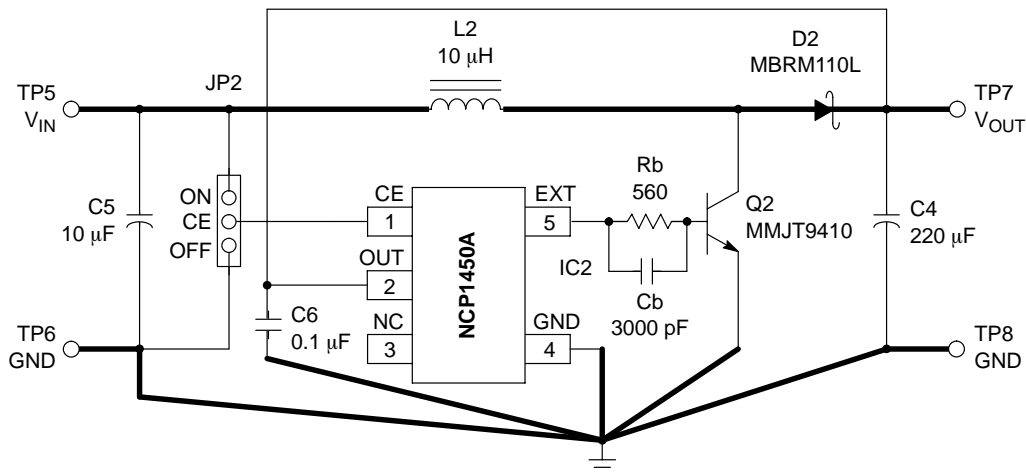 L2
10 μH
D2
MBRM110L
JP2
TP5
V_IN
TP7
V_OUT
ON
CE
OFF
C5
10 μF
CE
1
OUT
2
NC
3
NCP1450A
EXT
5
GND
4
IC2
Rb
560
Cb
3000 pF
Q2
MMJT9410
C4
220 μF
C6
0.1 μF
TP6
GND
TP8
GND